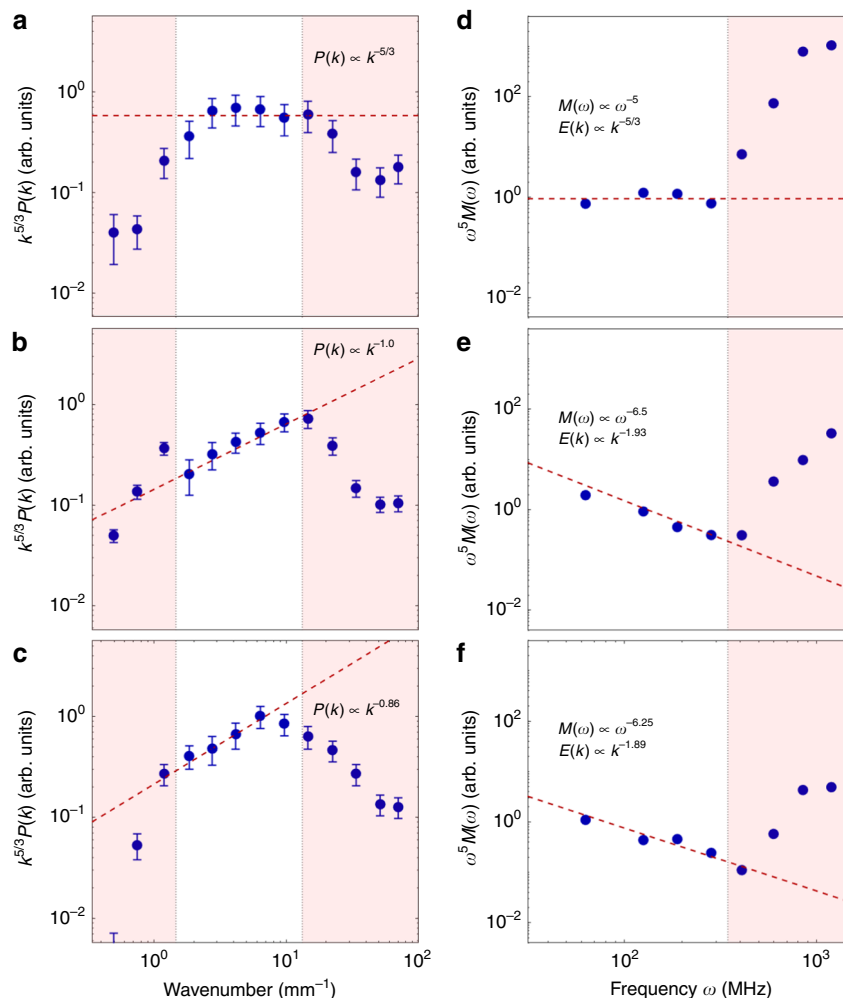 a
P(k) ∝ k^{-5/3}
k^{5/3}P(k) (arb. units)
10^0
10^{-1}
10^{-2}
b
P(k) ∝ k^{-1.0}
k^{5/3}P(k) (arb. units)
10^0
10^{-1}
10^{-2}
c
P(k) ∝ k^{-0.86}
k^{5/3}P(k) (arb. units)
10^0
10^{-1}
10^{-2}
10^0 10^1 10^2
Wavenumber (mm^{-1})
d
M(ω) ∝ ω^{-5}
E(k) ∝ k^{-5/3}
ω^5M(ω) (arb. units)
10^2
10^0
10^{-2}
e
M(ω) ∝ ω^{-6.5}
E(k) ∝ k^{-1.93}
ω^5M(ω) (arb. units)
10^2
10^0
10^{-2}
f
M(ω) ∝ ω^{-6.25}
E(k) ∝ k^{-1.89}
ω^5M(ω) (arb. units)
10^2
10^0
10^{-2}
10^2 10^3
Frequency ω (MHz)